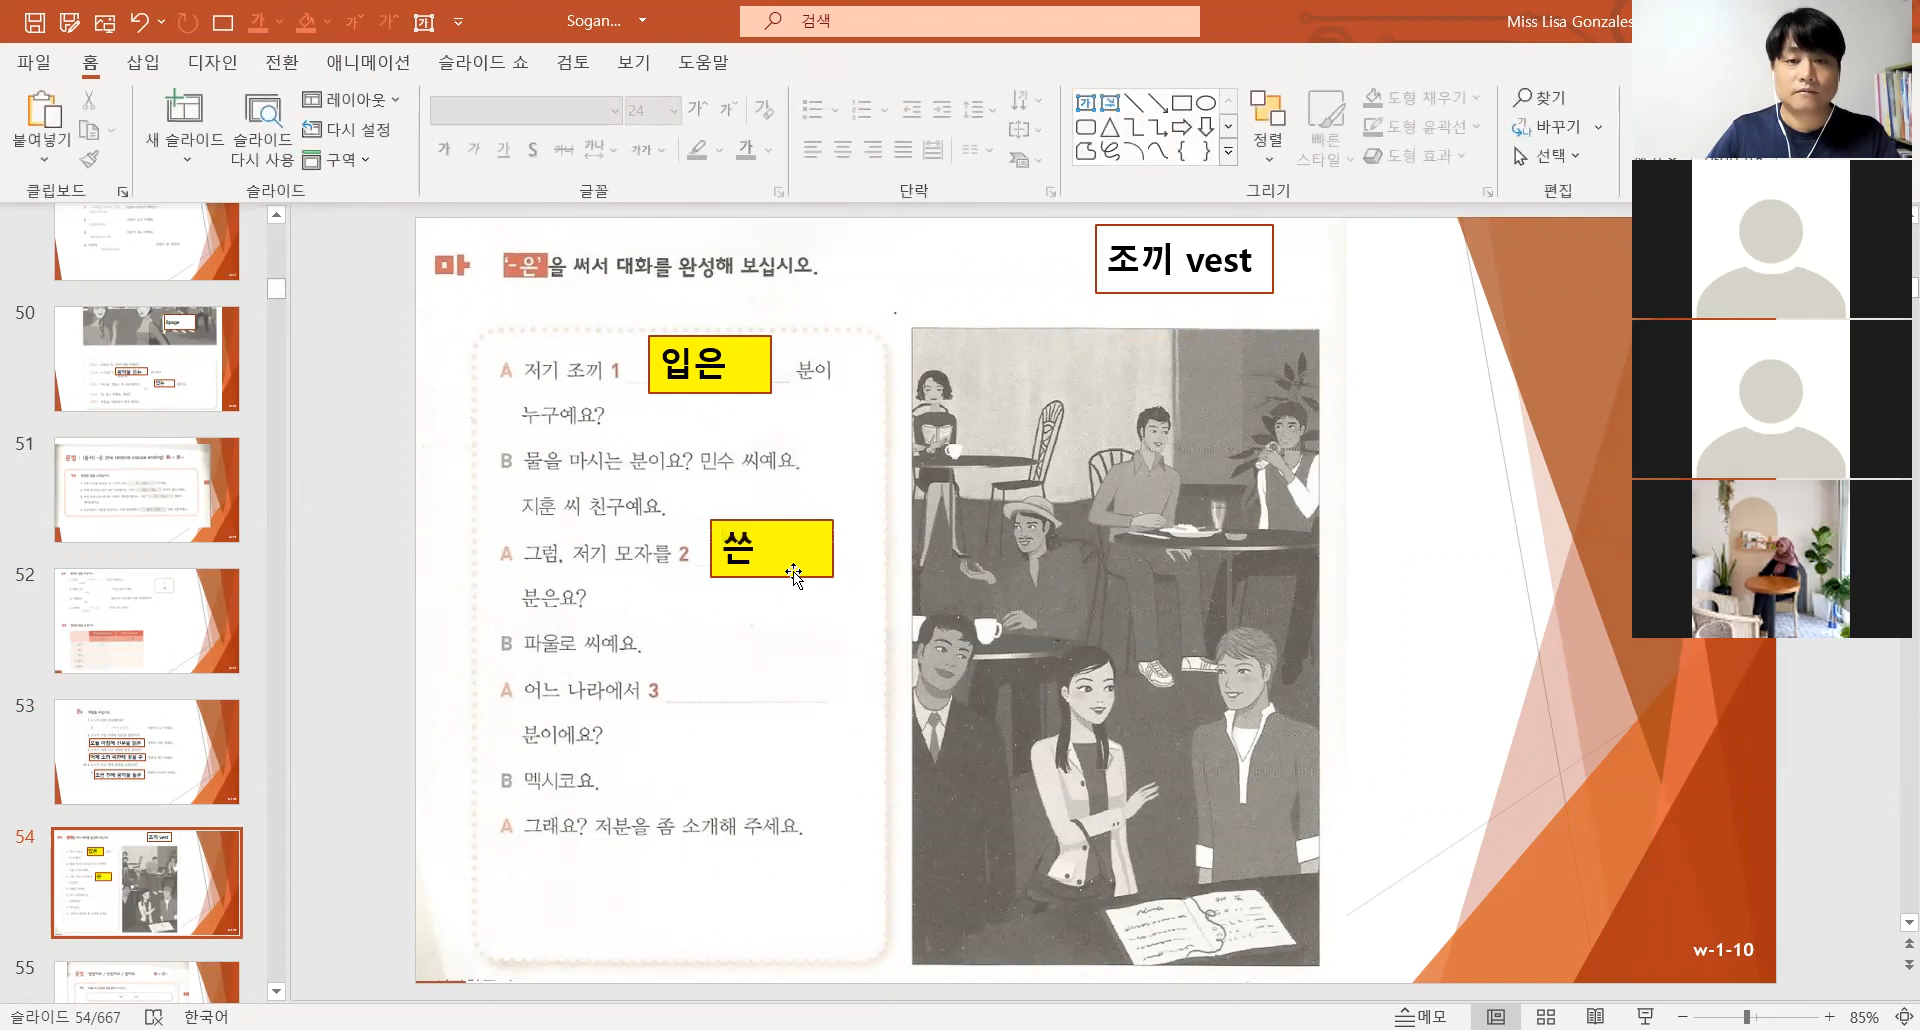 Sogan...
검색
Miss Lisa Gonzales
파일 홈 삽입 디자인 전환 애니메이션 슬라이드 쇼 검토 보기 도움말
붙여넣기
클립보드
새 슬라이드
슬라이드 다시 사용
레이아웃
다시 설정
구역
슬라이드
24
글꼴
단락
정렬
빠른 스타일
도형 채우기
도형 윤곽선
도형 효과
그리기
찾기
바꾸기
선택
편집
50
51
52
53
54
55
마 '-은'을 써서 대화를 완성해 보십시오.
조끼 vest
A 저기 조끼 1 입은 분이
누구예요?
B 물을 마시는 분이요? 민수 씨예요.
지훈 씨 친구예요.
A 그럼, 저기 모자를 2 쓴
분은요?
B 파울로 씨예요.
A 어느 나라에서 3
분이에요?
B 멕시코요.
A 그래요? 저분을 좀 소개해 주세요.
w-1-10
슬라이드 54/667 한국어 메모 85%